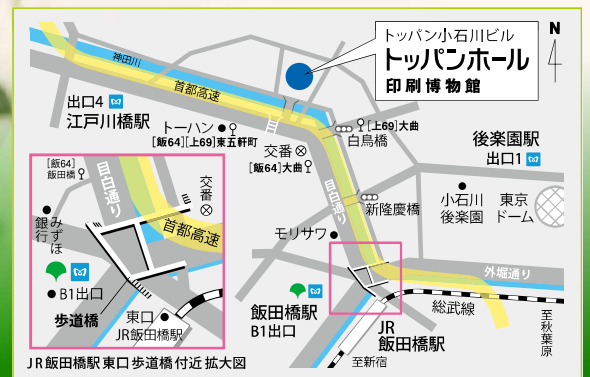 トッパン小石川ビル
トッパンホール
印刷博物館
N
神田川
首都高速
出口4
江戸川橋駅
トーハン
[飯64][上69]東五軒町
[上69]大曲
白鳥橋
交番
[飯64]大曲
後楽園駅
出口1
目白通り
新隆慶橋
小石川
後楽園
東京
ドーム
モリサワ
外堀通り
飯田橋駅
B1出口
JR
飯田橋駅
総武線
至秋葉原
至新宿
[飯64]
飯田橋
目白通り
交番
みずほ
銀行
首都高速
B1出口
歩道橋
東口
JR飯田橋駅
JR飯田橋駅東口歩道橋付近 拡大図